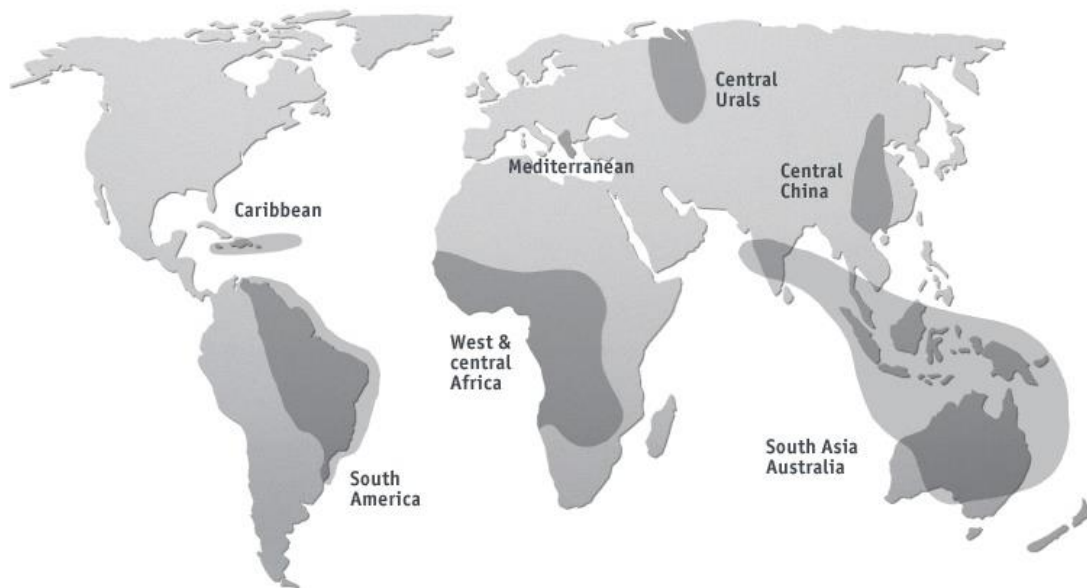 Central
Urals
Mediterranean
Central
China
Caribbean
West &
central
Africa
South Asia
Australia
South
America